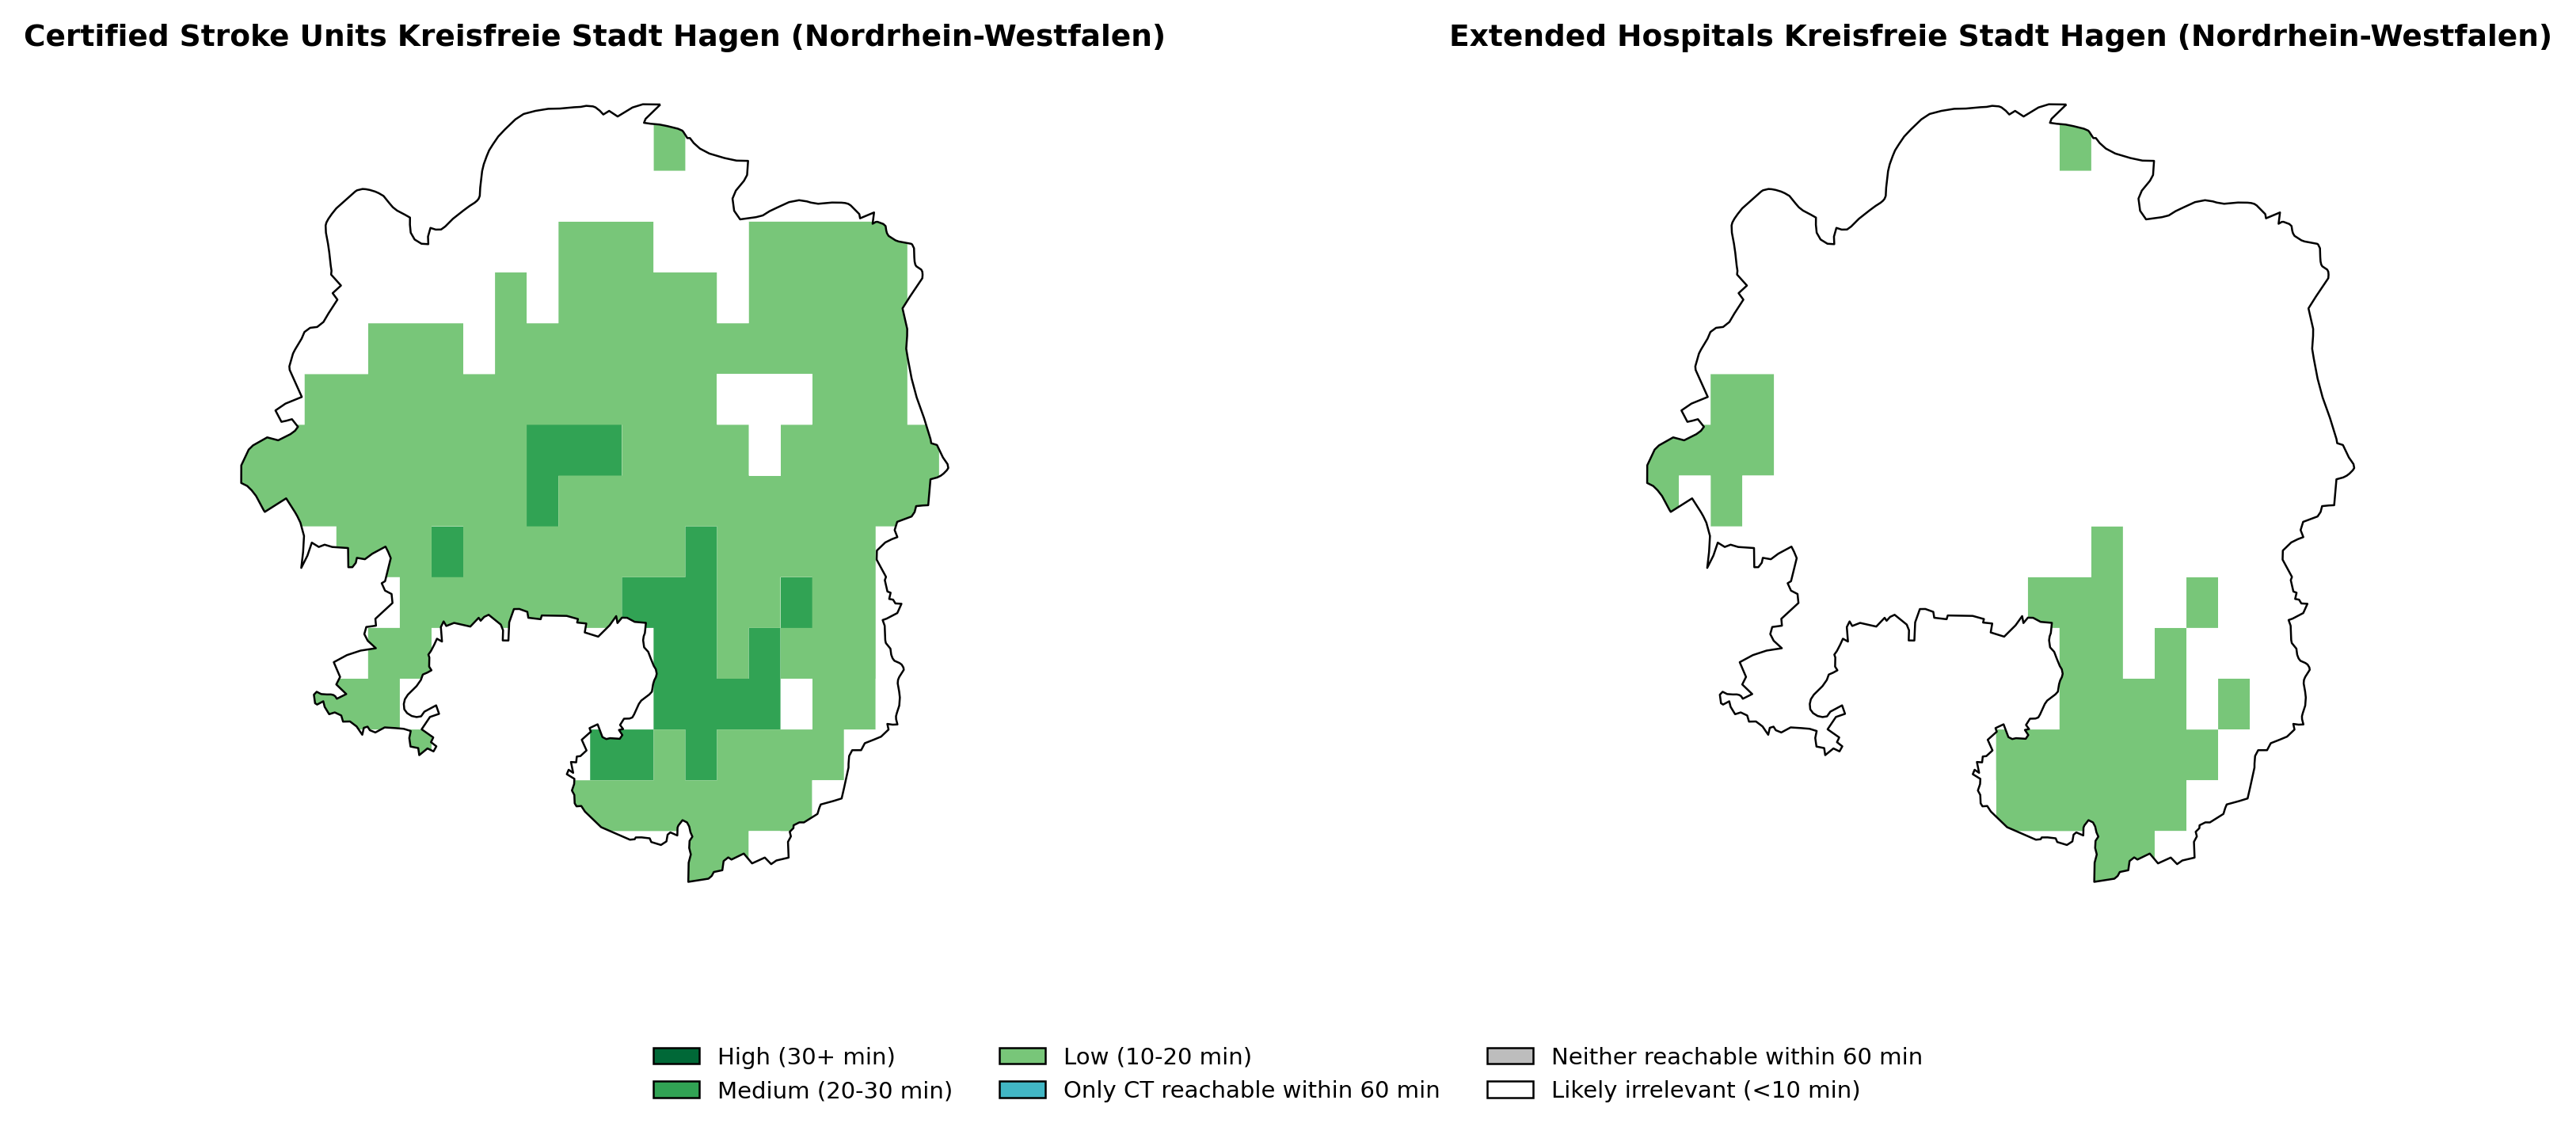 Certified Stroke Units Kreisfreie Stadt Hagen (Nordrhein-Westfalen)
Extended Hospitals Kreisfreie Stadt Hagen (Nordrhein-Westfalen)
High (30+ min)
Medium (20-30 min)
Low (10-20 min)
Only CT reachable within 60 min
Neither reachable within 60 min
Likely irrelevant (<10 min)